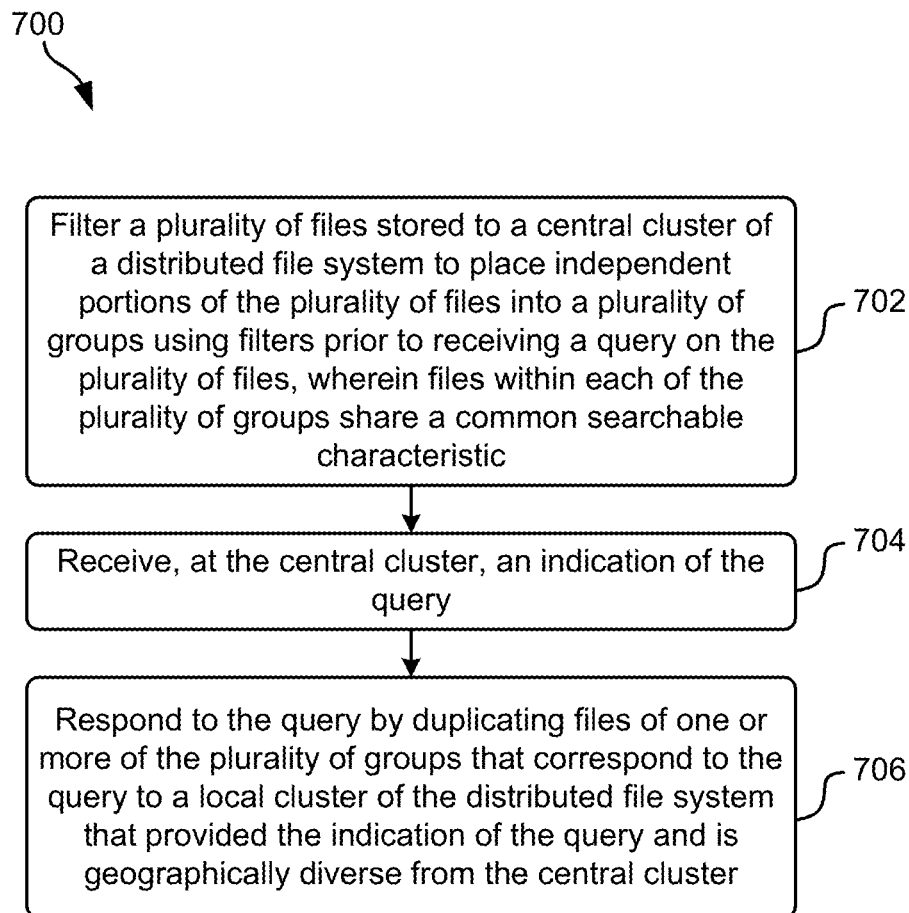 700
Filter a plurality of files stored to a central cluster of
a distributed file system to place independent
portions of the plurality of files into a plurality of
groups using filters prior to receiving a query on the
plurality of files, wherein files within each of the
plurality of groups share a common searchable
characteristic
702
Receive, at the central cluster, an indication of the
query
704
Respond to the query by duplicating files of one or
more of the plurality of groups that correspond to the
query to a local cluster of the distributed file system
that provided the indication of the query and is
geographically diverse from the central cluster
706